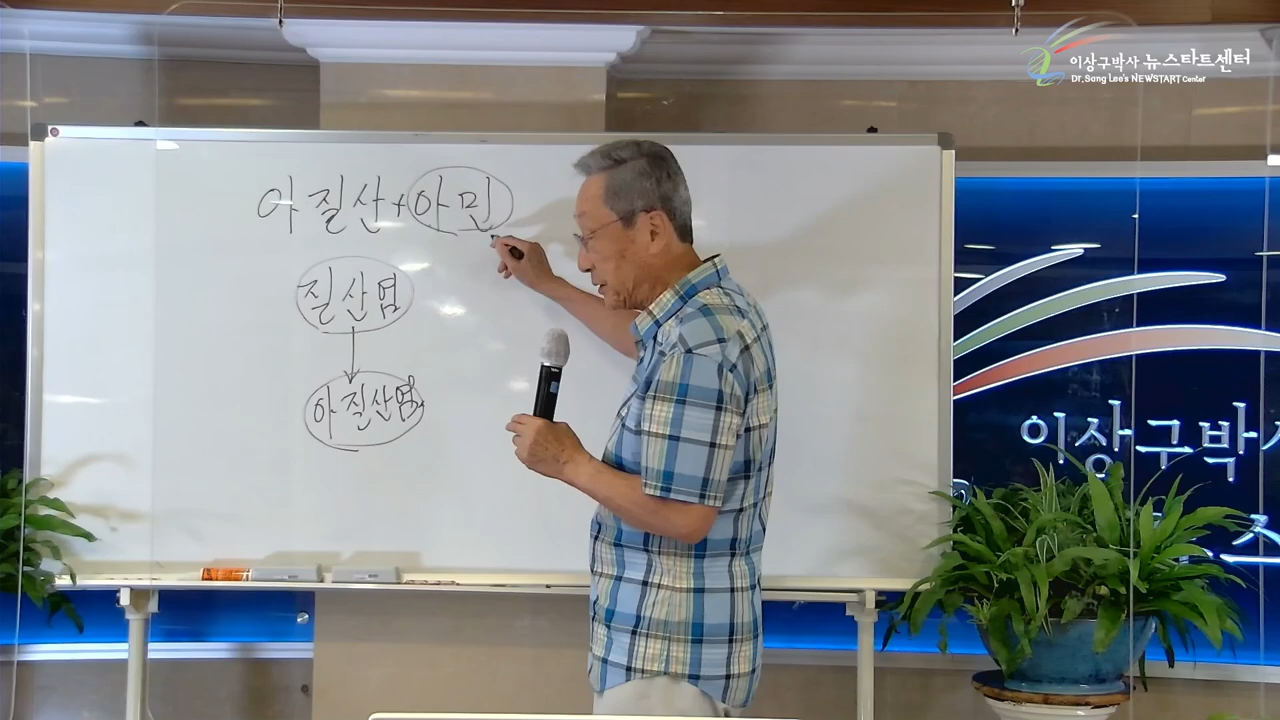 이상구박사 뉴스타트센터
Dr. Sang Lee's NEWSTART Center
아질산+아민
질산염
아질산염
이상구박사